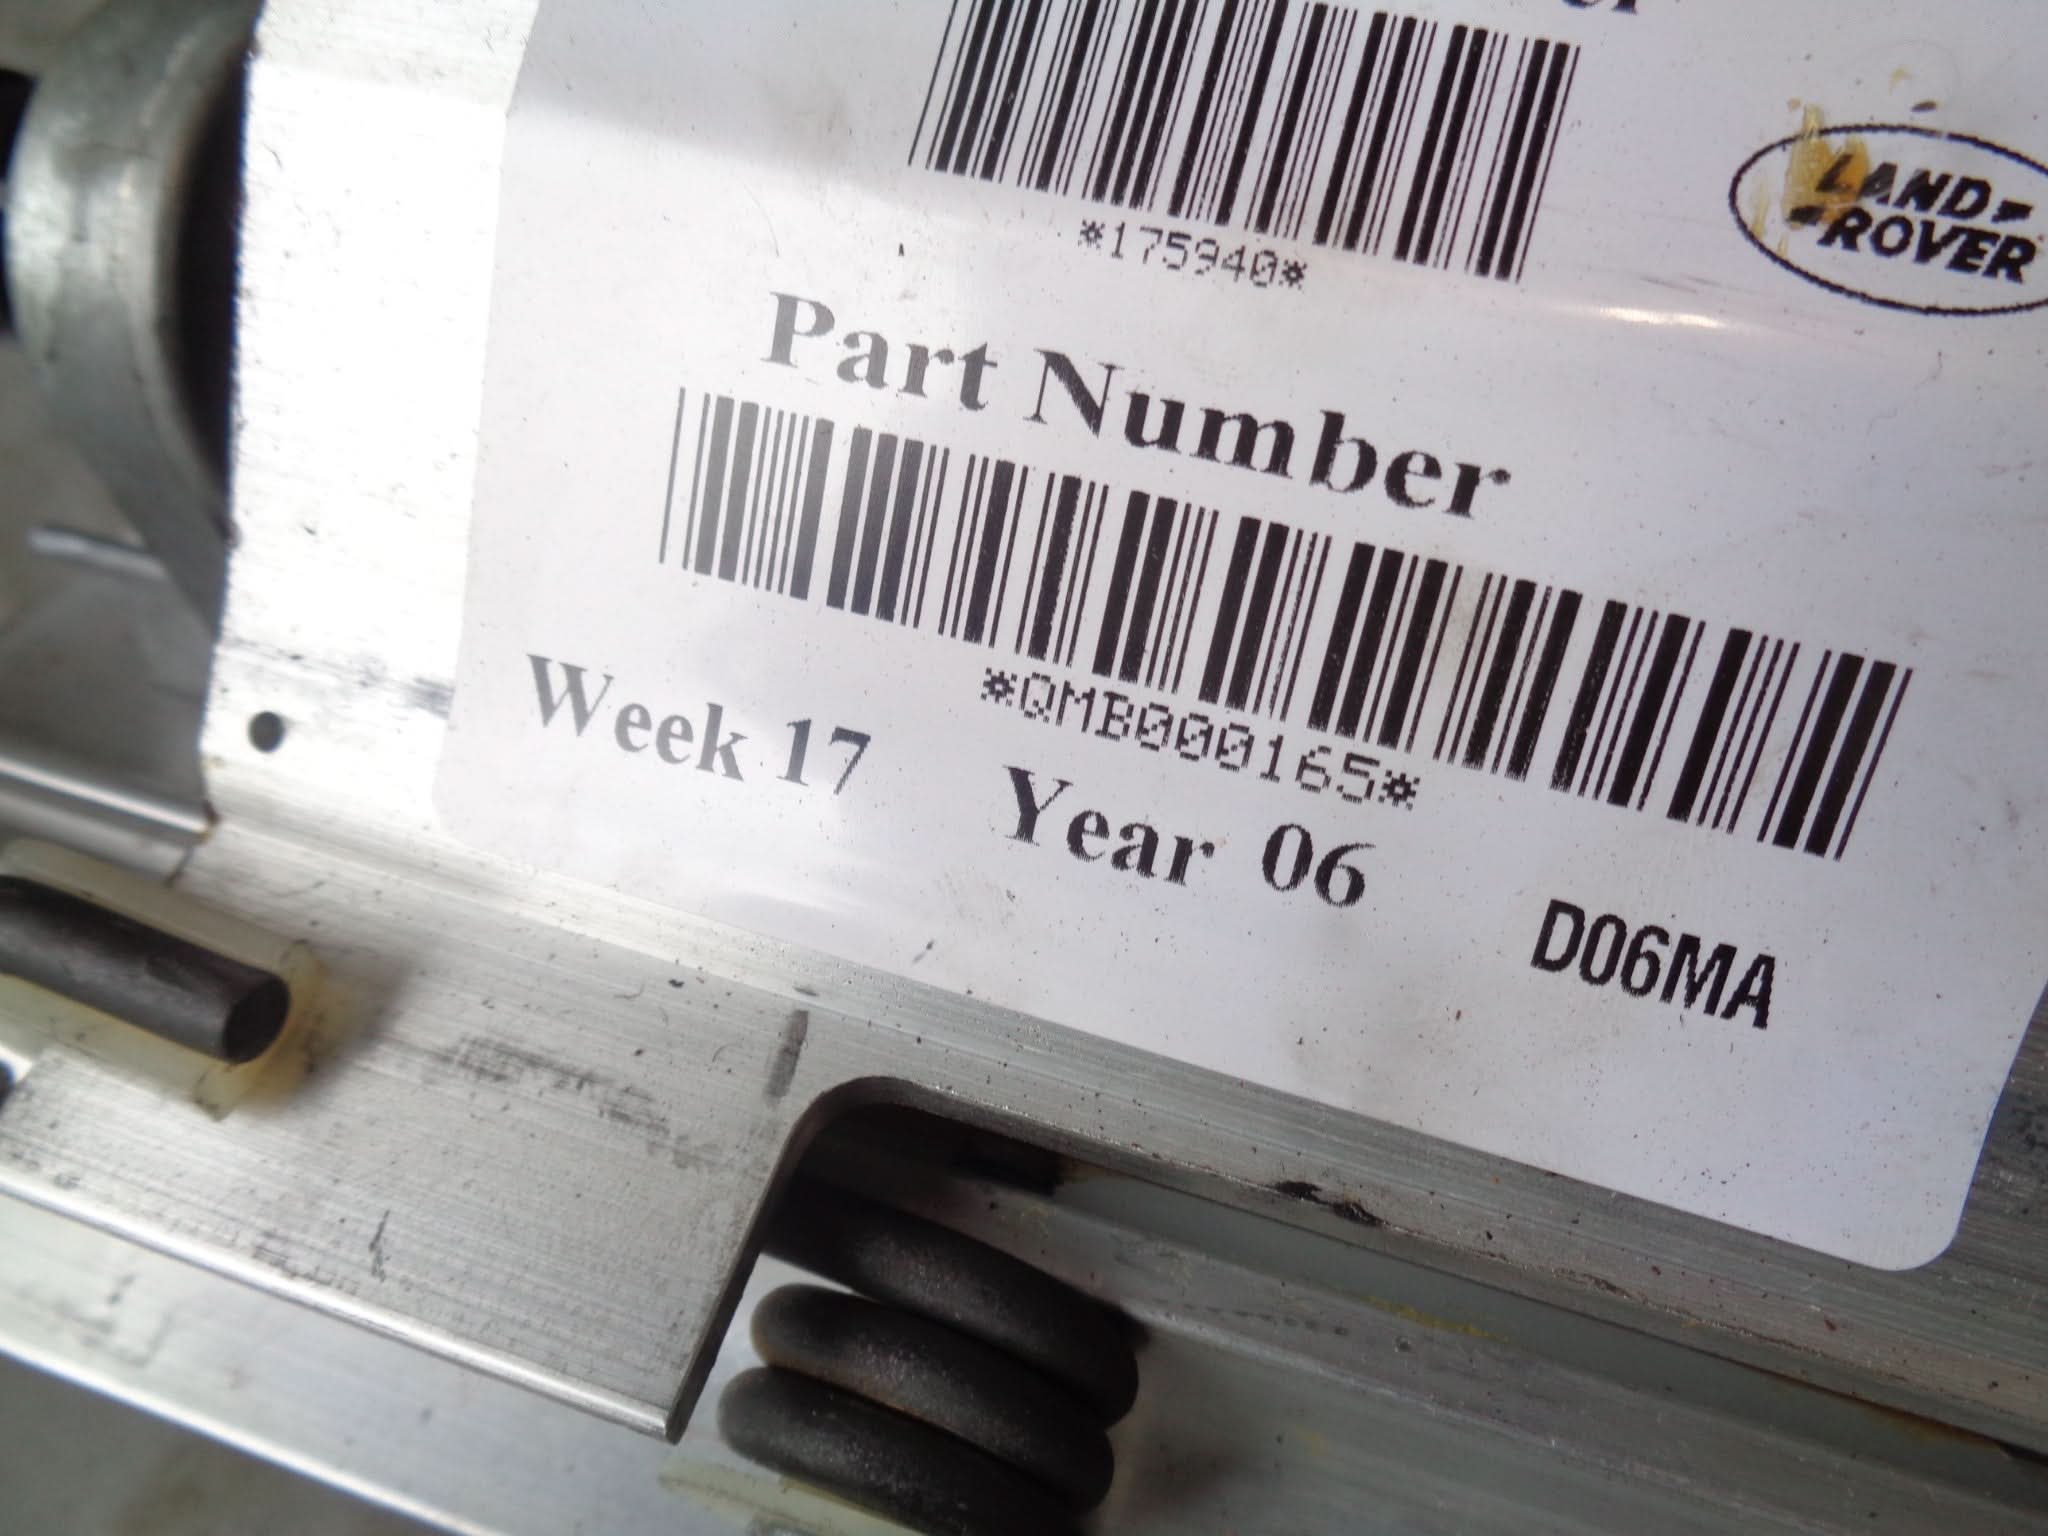 *175940*
LAND-
-ROVER
Part Number
*QMB000165*
Week 17 Year 06
D06MA